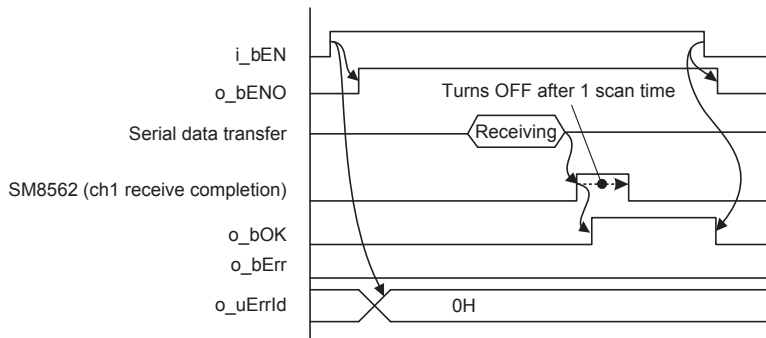 i_bEN
o_bENO
Turns OFF after 1 scan time
Serial data transfer
Receiving
SM8562 (ch1 receive completion)
o_bOK
o_bErr
o_uErrId
0H